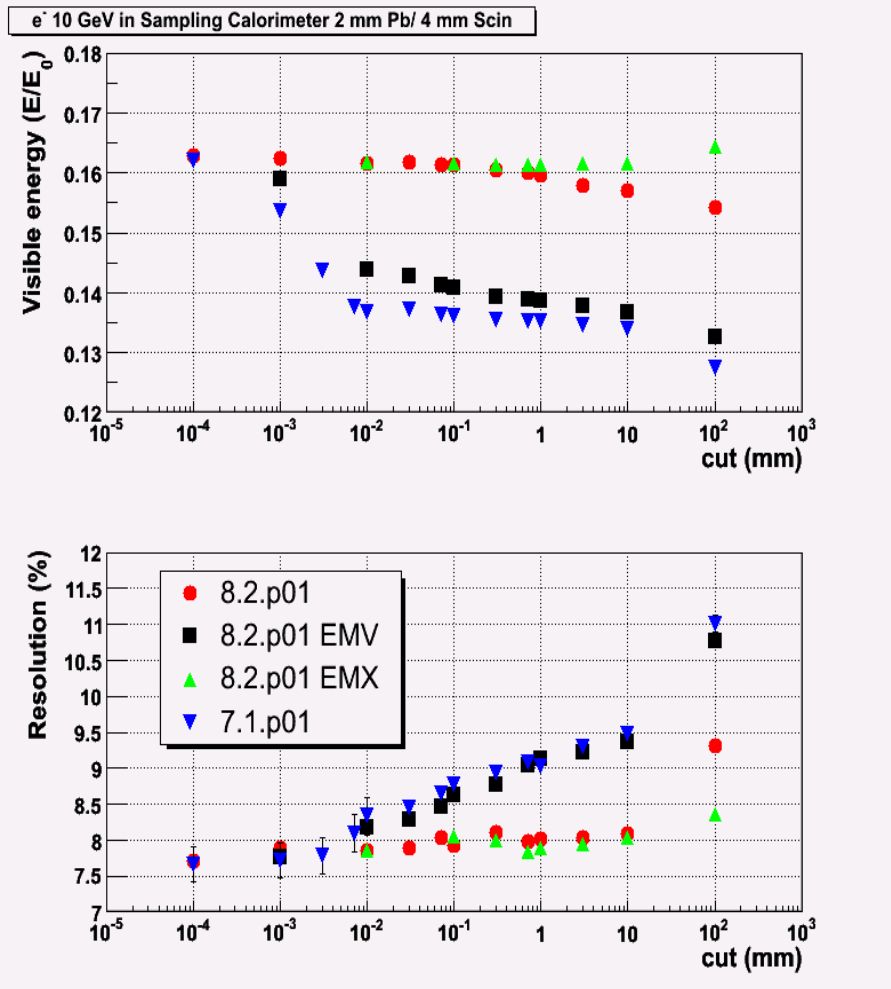 e⁻ 10 GeV in Sampling Calorimeter 2 mm Pb/ 4 mm Scin
Visible energy (E/E₀)
0.18
0.17
0.16
0.15
0.14
0.13
0.12
10⁻⁵ 10⁻⁴ 10⁻³ 10⁻² 10⁻¹ 1 10 10² 10³
cut (mm)
Resolution (%)
12
11.5
11
10.5
10
9.5
9
8.5
8
7.5
7
8.2.p01
8.2.p01 EMV
8.2.p01 EMX
7.1.p01
10⁻⁵ 10⁻⁴ 10⁻³ 10⁻² 10⁻¹ 1 10 10² 10³
cut (mm)